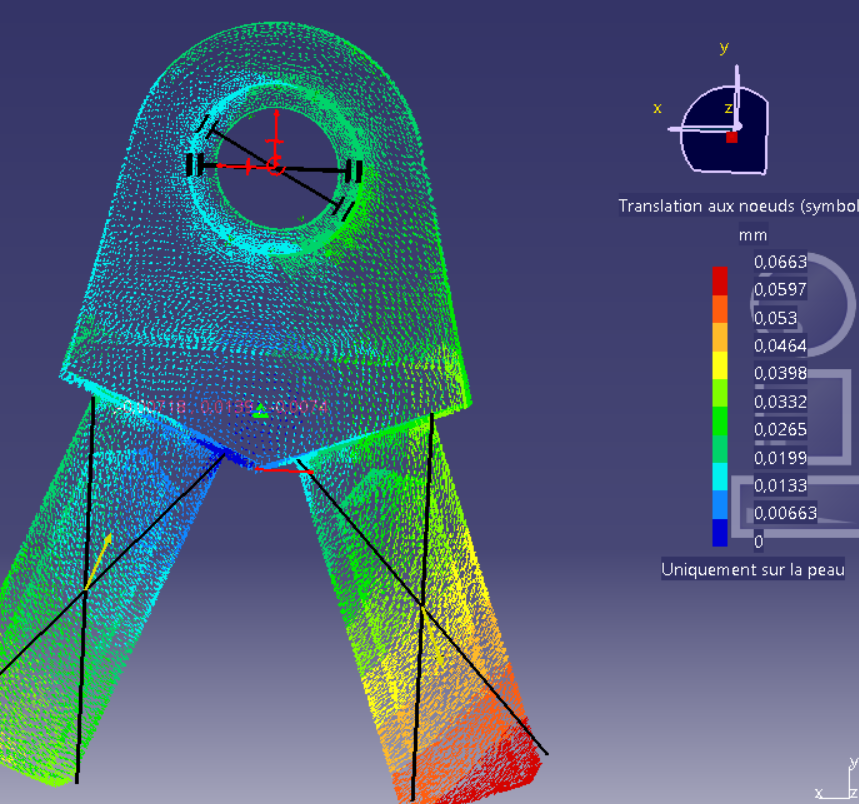 y
x
z
Translation aux noeuds (symbol
mm
0,0663
0,0597
0,053
0,0464
0,0398
0,0332
0,0265
0,0199
0,0133
0,00663
0
Uniquement sur la peau
y
x
z